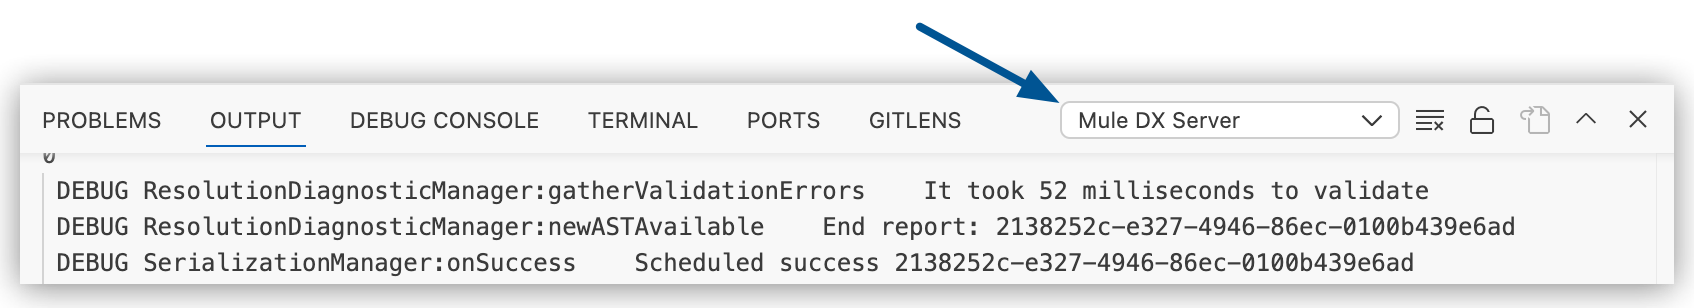 PROBLEMS OUTPUT DEBUG CONSOLE TERMINAL PORTS GITLENS Mule DX Server
DEBUG ResolutionDiagnosticManager:gatherValidationErrors    It took 52 milliseconds to validate
DEBUG ResolutionDiagnosticManager:newASTAvailable    End report: 2138252c-e327-4946-86ec-0100b439e6ad
DEBUG SerializationManager:onSuccess    Scheduled success 2138252c-e327-4946-86ec-0100b439e6ad